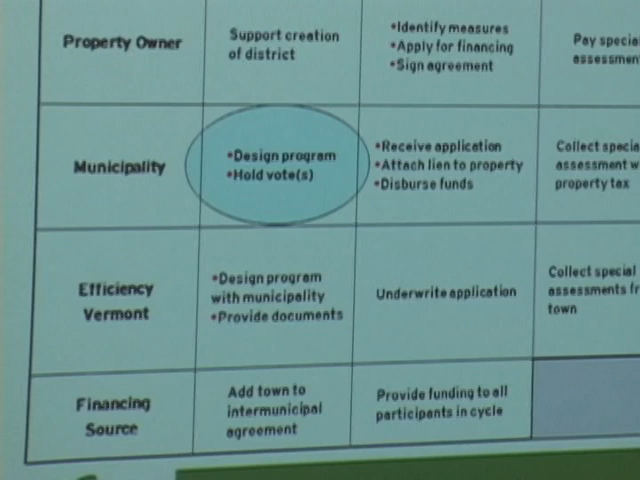 Property Owner
Support creation
of district
•Identify measures
•Apply for financing
•Sign agreement
Pay specia
assessmen
Municipality
•Design program
•Hold vote(s)
•Receive application
•Attach lien to property
•Disburse funds
Collect specia
assessment w
property tax
Efficiency
Vermont
•Design program
with municipality
•Provide documents
Underwrite application
Collect special
assessments fr
town
Financing
Source
Add town to
intermunicipal
agreement
Provide funding to all
participants in cycle